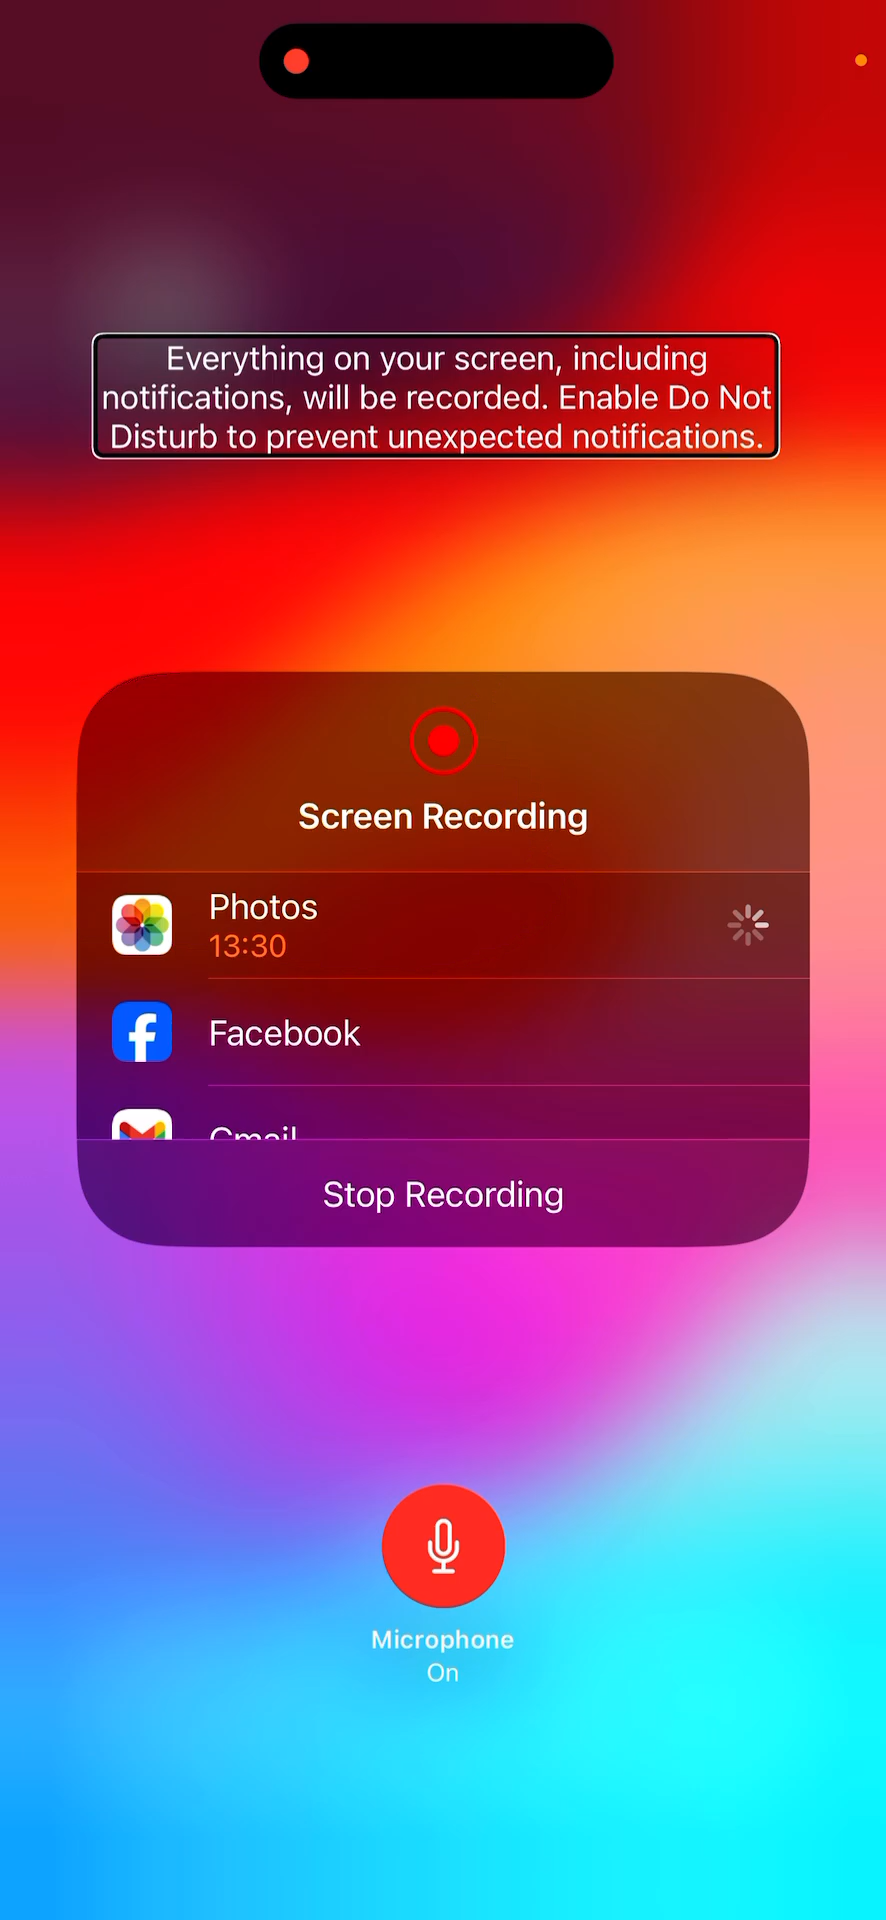 Everything on your screen, including
notifications, will be recorded. Enable Do Not
Disturb to prevent unexpected notifications.
Screen Recording
Photos
13:30
Facebook
Gmail
Stop Recording
Microphone
On